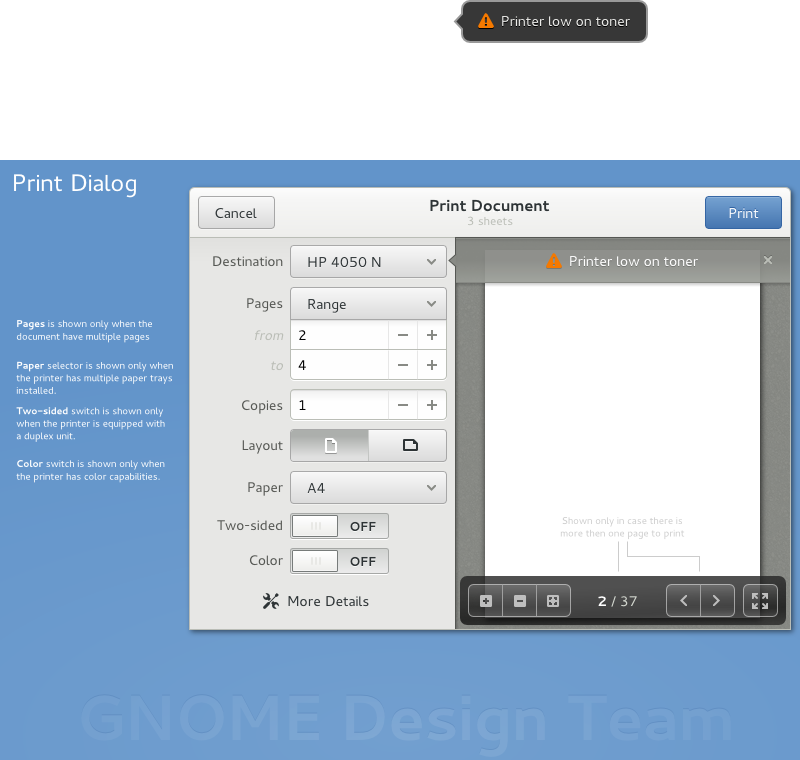 Printer low on toner
Print Dialog
Cancel
Print Document
3 sheets
Print
Destination
HP 4050 N
Printer low on toner
Pages
Range
from
2
to
4
Copies
1
Layout
Paper
A4
Two-sided
OFF
Color
OFF
More Details
Pages is shown only when the
document have multiple pages
Paper selector is shown only when
the printer has multiple paper trays
installed.
Two-sided switch is shown only
when the printer is equipped with
a duplex unit.
Color switch is shown only when
the printer has color capabilities.
Shown only in case there is
more then one page to print
2 / 37
GNOME Design Team